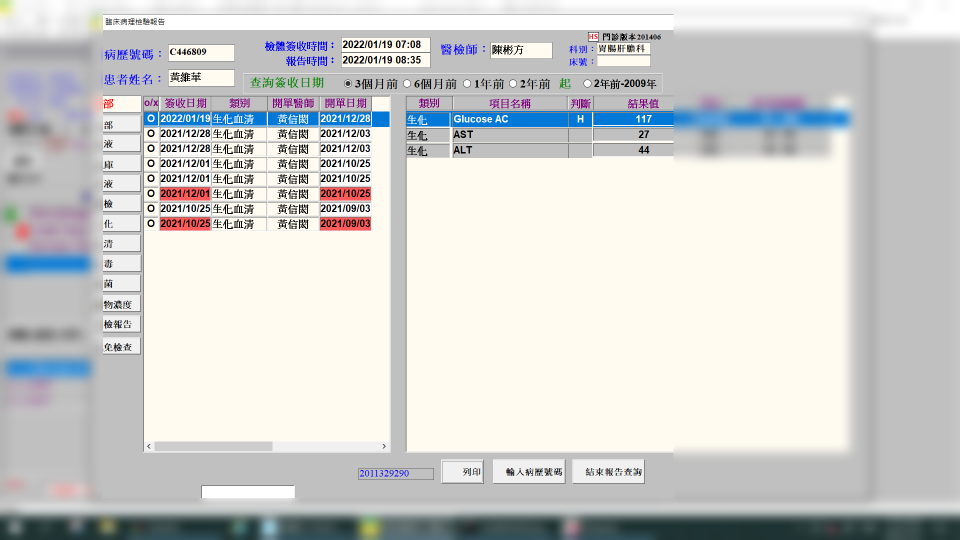 臨床病理檢驗報告
HS 門診版本201406
病歷號碼： C446809 檢體簽收時間： 2022/01/19 07:08 醫檢師： 陳彬方 科別： 胃腸肝膽科
報告時間： 2022/01/19 08:35 床號：
患者姓名： 黃維華 查詢簽收日期 3個月前 6個月前 1年前 2年前 起 2年前-2009年
部 o/x 簽收日期 類別 開單醫師 開單日期 類別 項目名稱 判斷 結果值
O 2022/01/19 生化血清 黃信閎 2021/12/28 生化 Glucose AC H 117
部 O 2021/12/28 生化血清 黃信閎 2021/12/03 生化 AST 27
液 O 2021/12/28 生化血清 黃信閎 2021/12/03 生化 ALT 44
庫 O 2021/12/01 生化血清 黃信閎 2021/10/25
液 O 2021/12/01 生化血清 黃信閎 2021/10/25
O 2021/12/01 生化血清 黃信閎 2021/10/25
檢 O 2021/10/25 生化血清 黃信閎 2021/09/03
化 O 2021/10/25 生化血清 黃信閎 2021/09/03
清
毒
菌
物濃度
檢報告
免檢查
2011329290 列印 輸入病歷號碼 結束報告查詢